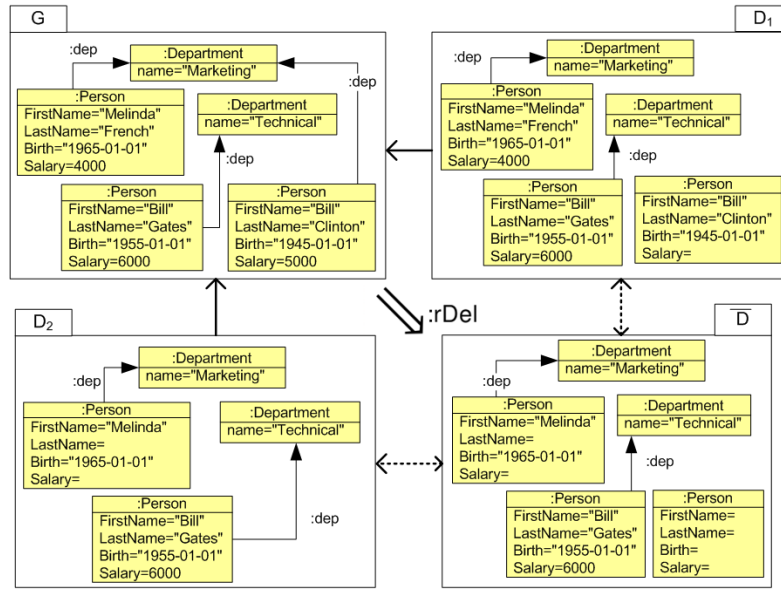 G
:Department
name="Marketing"
:dep
:dep
:Person
FirstName="Melinda"
LastName="French"
Birth="1965-01-01"
Salary=4000
:Department
name="Technical"
:dep
:Person
FirstName="Bill"
LastName="Gates"
Birth="1955-01-01"
Salary=6000
:Person
FirstName="Bill"
LastName="Clinton"
Birth="1945-01-01"
Salary=5000
D1
:Department
name="Marketing"
:dep
:Person
FirstName="Melinda"
LastName="French"
Birth="1965-01-01"
Salary=4000
:Department
name="Technical"
:dep
:Person
FirstName="Bill"
LastName="Gates"
Birth="1955-01-01"
Salary=6000
:Person
FirstName="Bill"
LastName="Clinton"
Birth="1945-01-01"
Salary=
:rDel
D2
:Department
name="Marketing"
:dep
:Person
FirstName="Melinda"
LastName=
Birth="1965-01-01"
Salary=
:Department
name="Technical"
:dep
:Person
FirstName="Bill"
LastName="Gates"
Birth="1955-01-01"
Salary=6000
D̅
:Department
name="Marketing"
:dep
:Person
FirstName="Melinda"
LastName=
Birth="1965-01-01"
Salary=
:Department
name="Technical"
:dep
:Person
FirstName="Bill"
LastName="Gates"
Birth="1955-01-01"
Salary=6000
:Person
FirstName=
LastName=
Birth=
Salary=